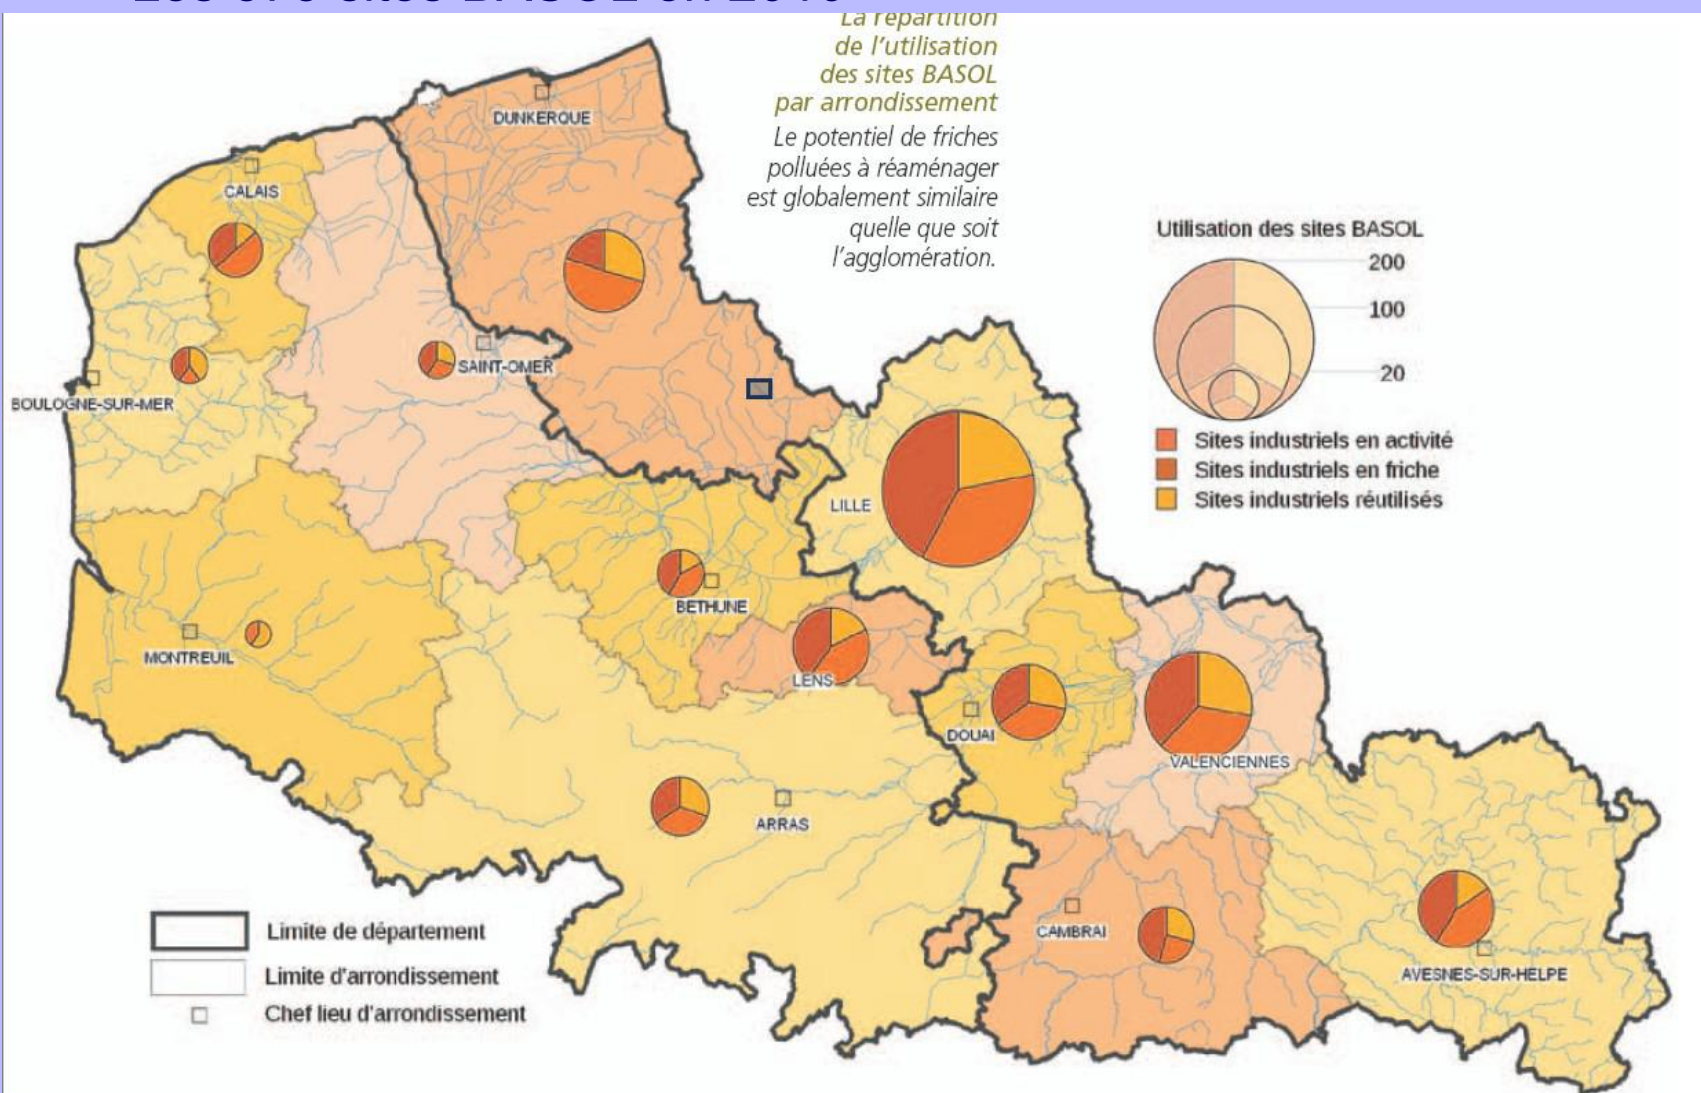 La répartition
de l'utilisation
des sites BASOL
par arrondissement
Le potentiel de friches
polluées à réaménager
est globalement similaire
quelle que soit
l'agglomération.
DUNKERQUE
CALAIS
SAINT-OMER
BOULOGNE-SUR-MER
Utilisation des sites BASOL
200
100
20
Sites industriels en activité
Sites industriels en friche
Sites industriels réutilisés
LILLE
BETHUNE
MONTREUIL
LENS
DOUAI
VALENCIENNES
ARRAS
CAMBRAI
AVESNES-SUR-HELPE
Limite de département
Limite d'arrondissement
Chef lieu d'arrondissement